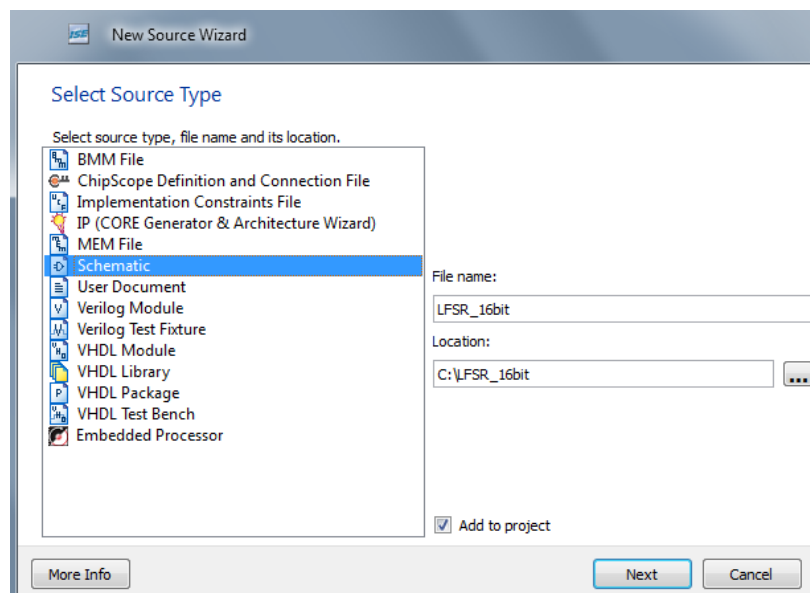 ISE New Source Wizard
Select Source Type
Select source type, file name and its location.
BMM File
ChipScope Definition and Connection File
Implementation Constraints File
IP (CORE Generator & Architecture Wizard)
MEM File
Schematic
User Document
Verilog Module
Verilog Test Fixture
VHDL Module
VHDL Library
VHDL Package
VHDL Test Bench
Embedded Processor
File name:
LFSR_16bit
Location:
C:\LFSR_16bit
...
Add to project
More Info
Next
Cancel